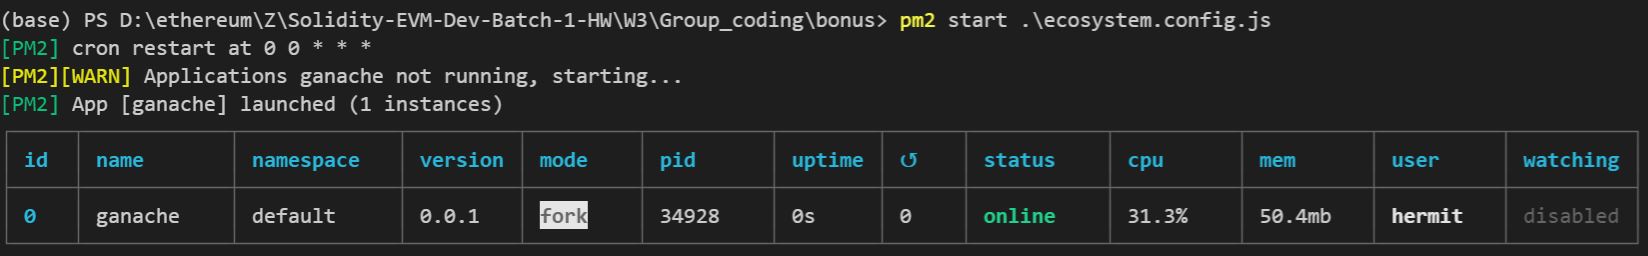 (base) PS D:\ethereum\Z\Solidity-EVM-Dev-Batch-1-HW\W3\Group_coding\bonus> pm2 start .\ecosystem.config.js
[PM2] cron restart at 0 0 * * *
[PM2][WARN] Applications ganache not running, starting...
[PM2] App [ganache] launched (1 instances)
id name namespace version mode pid uptime ↺ status cpu mem user watching
0 ganache default 0.0.1 fork 34928 0s 0 online 31.3% 50.4mb hermit disabled